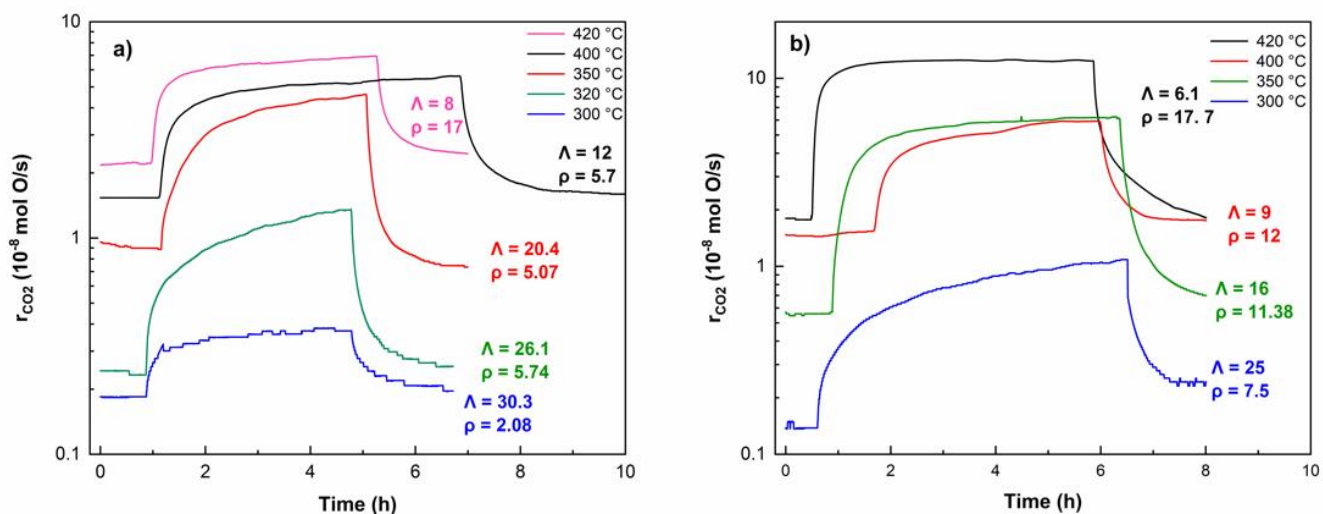 a)
420 °C
400 °C
350 °C
320 °C
300 °C
10
1
0.1
r_CO2 (10^-8 mol O/s)
Λ = 8
ρ = 17
Λ = 12
ρ = 5.7
Λ = 20.4
ρ = 5.07
Λ = 26.1
ρ = 5.74
Λ = 30.3
ρ = 2.08
0 2 4 6 8 10
Time (h)
b)
420 °C
400 °C
350 °C
300 °C
10
1
0.1
r_CO2 (10^-8 mol O/s)
Λ = 6.1
ρ = 17. 7
Λ = 9
ρ = 12
Λ = 16
ρ = 11.38
Λ = 25
ρ = 7.5
0 2 4 6 8 10
Time (h)